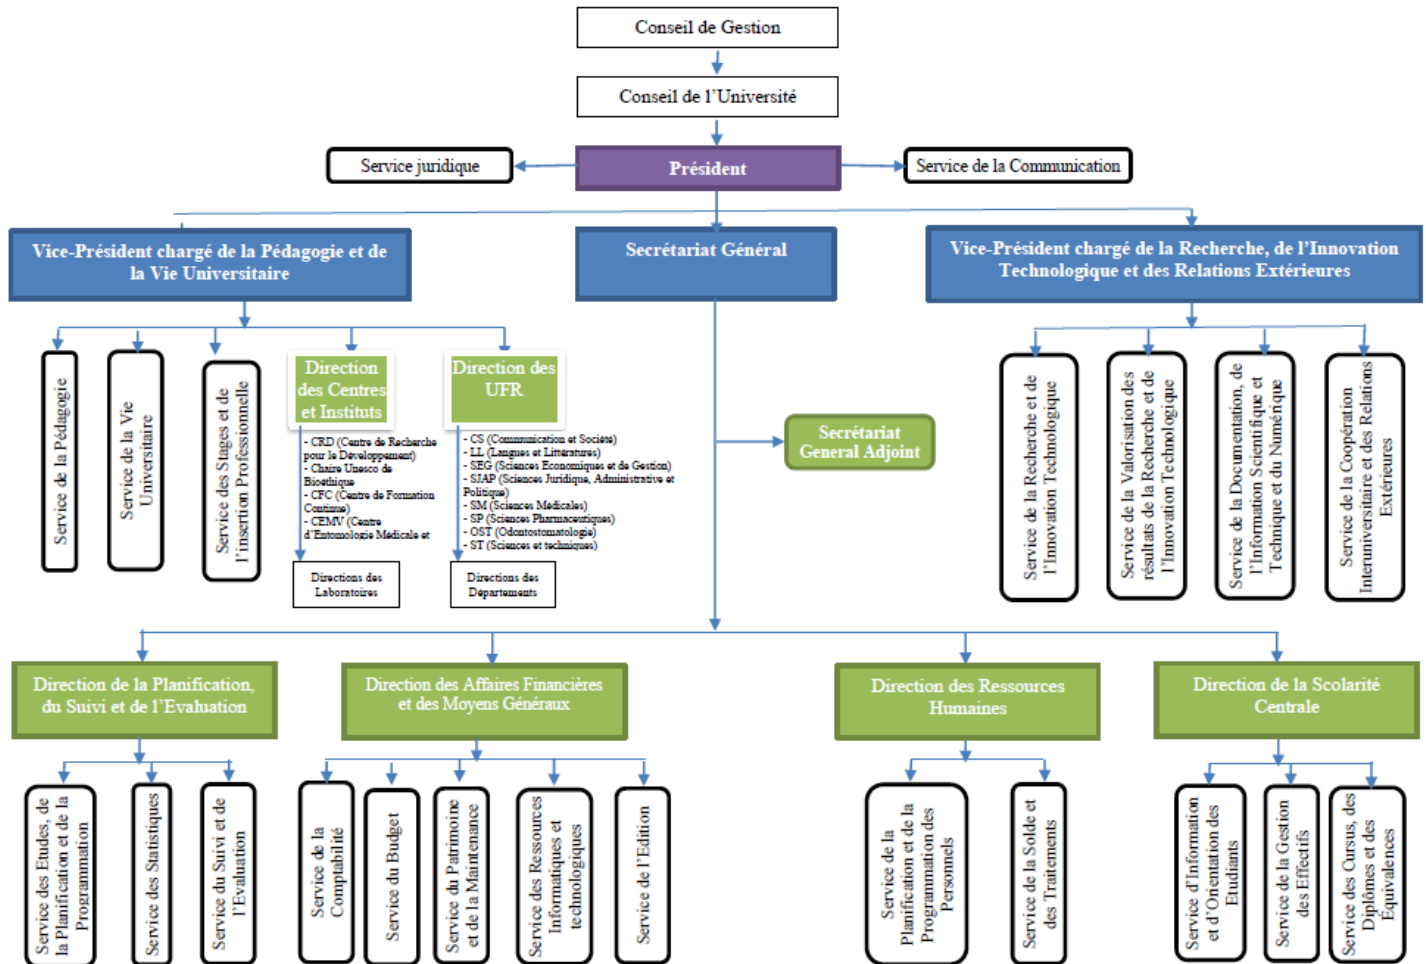 Conseil de Gestion
Conseil de l'Université
Service juridique
Président
Service de la Communication
Vice-Président chargé de la Pédagogie et de
la Vie Universitaire
Secrétariat Général
Vice-Président chargé de la Recherche, de l'Innovation
Technologique et des Relations Extérieures
Service de la Pédagogie
Service de la Vie
Universitaire
Service des Stages et de
l'insertion Professionnelle
Direction
des Centres
et Instituts
- CRD (Centre de Recherche
pour le Développement)
- Chaire Unesco de
Bioéthique
- CFC (Centre de Formation
Continue)
- CEMV (Centre
d'Entomologie Médicale et
Directions des
Laboratoires
Direction des
UFR
- CS (Communication et Société)
- LL (Langues et Littératures)
- SEG (Sciences Economiques et de Gestion)
- SJAP (Sciences Juridique, Administrative et
Politique)
- SM (Sciences Médicales)
- SP (Sciences Pharmaceutiques)
- OST (Odontostomatologie)
- ST (Sciences et techniques)
Directions des
Départements
Secrétariat
General Adjoint
Service de la Recherche et de
l'Innovation Technologique
Service de la Valorisation des
résultats de la Recherche et de
l'Innovation Technologique
Service de la Documentation, de
l'Information Scientifique et
Technique et du Numérique
Service de la Coopération
Interuniversitaire et des Relations
Extérieures
Direction de la Planification,
du Suivi et de l'Evaluation
Direction des Affaires Financières
et des Moyens Généraux
Direction des Ressources
Humaines
Direction de la Scolarité
Centrale
Service des Etudes, de
la Planification et de la
Programmation
Service des Statistiques
Service du Suivi et de
l'Evaluation
Service de la
Comptabilité
Service du Budget
Service du Patrimoine
et de la Maintenance
Service des Ressources
Informatiques et
technologiques
Service de l'Edition
Service de la
Planification et de la
Programmation des
Personnels
Service de la Solde et
des Traitements
Service d'Information
et d'Orientation des
Etudiants
Service de la Gestion
des Effectifs
Service des Cursus, des
Diplômes et des
Équivalences